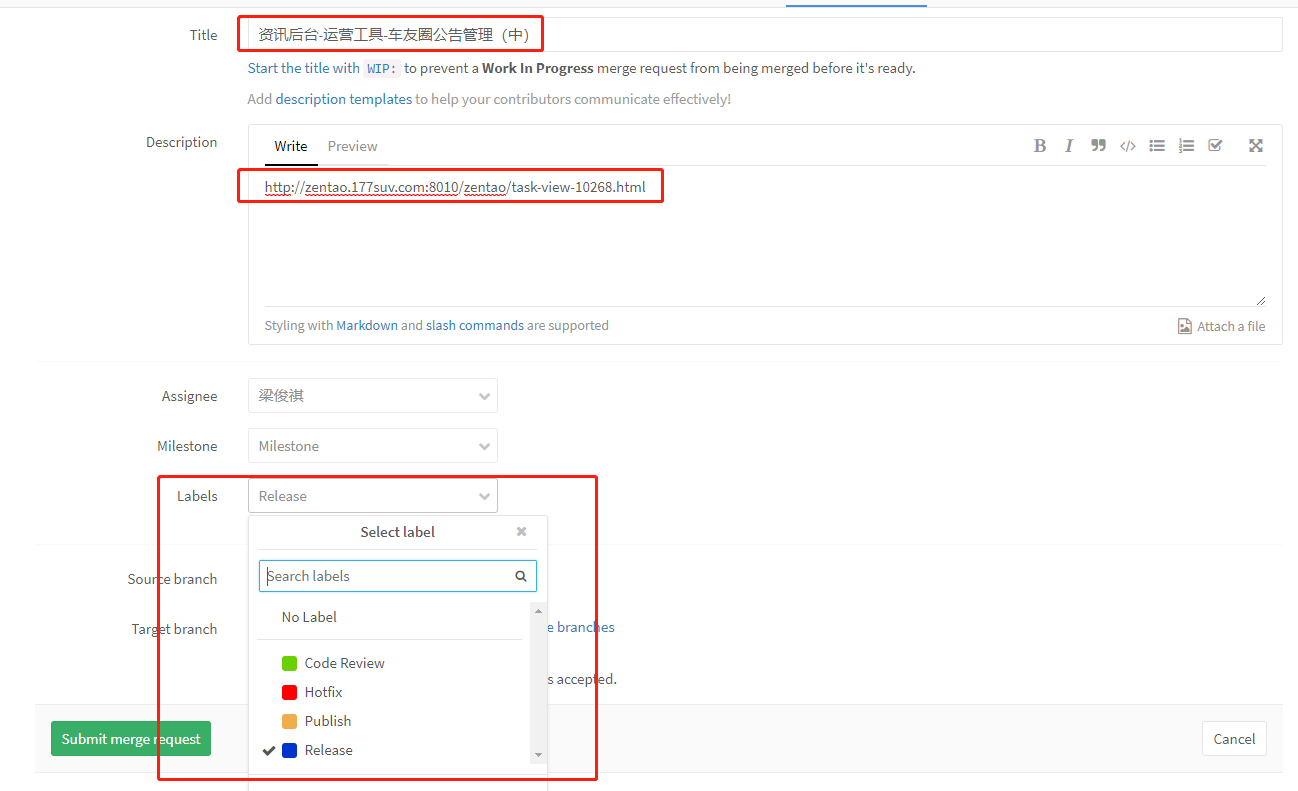 Title 资讯后台-运营工具-车友圈公告管理（中）
Start the title with WIP: to prevent a Work In Progress merge request from being merged before it's ready.
Add description templates to help your contributors communicate effectively!
Description Write Preview
http://zentao.177suv.com:8010/zentao/task-view-10268.html
Styling with Markdown and slash commands are supported Attach a file
Assignee 梁俊祺
Milestone Milestone
Labels Release
Select label
Source branch Search labels
No Label
Target branch e branches
Code Review
s accepted.
Hotfix
Publish
Submit merge request Cancel
Release